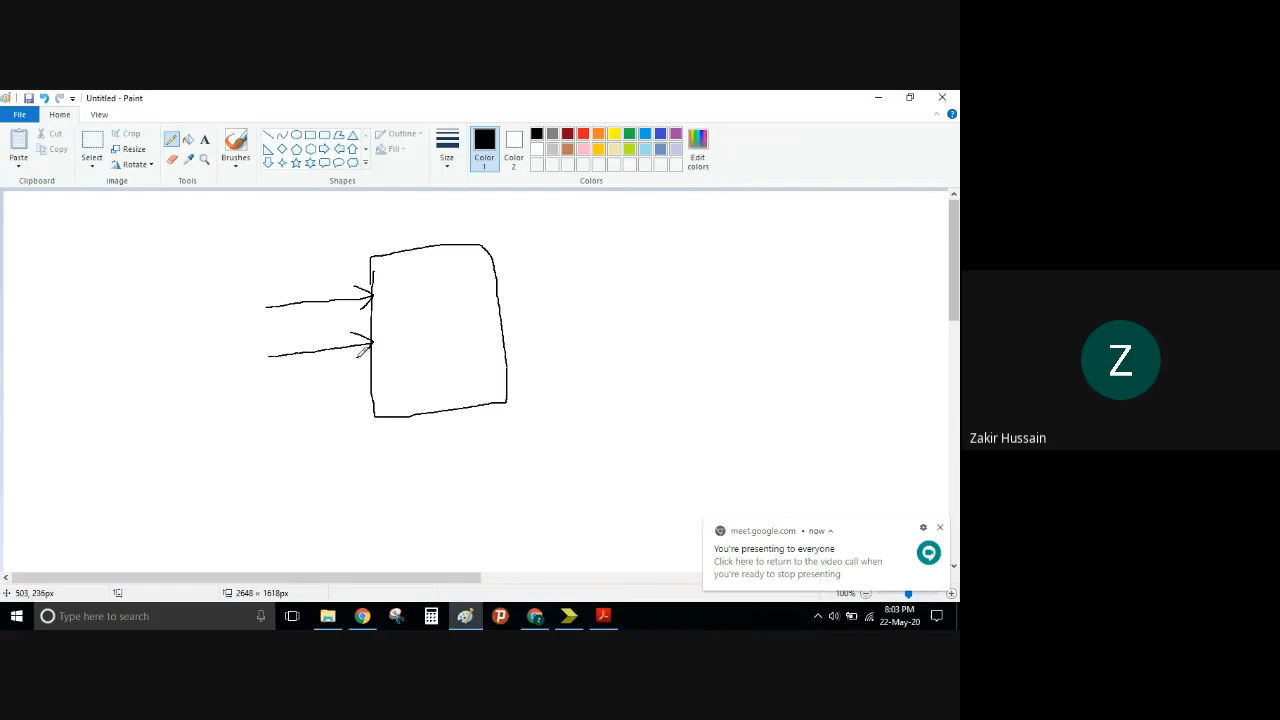 Untitled - Paint
File Home View
Cut
Copy
Paste
Clipboard
Crop
Resize
Rotate
Select
Image
A
Tools
Brushes
Outline
Fill
Shapes
Size
Color
1
Color
2
Edit
colors
Colors
Z
Zakir Hussain
meet.google.com • now
You're presenting to everyone
Click here to return to the video call when
you're ready to stop presenting
503, 236px
2648 × 1618px
100%
Type here to search
8:03 PM
22-May-20